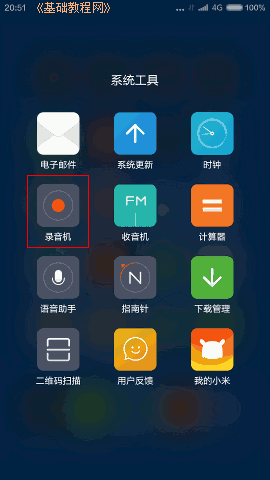 20:51 《基础教程网》 ... 4G 100%
系统工具
电子邮件 系统更新 时钟
FM
录音机 收音机 计算器
N
语音助手 指南针 下载管理
二维码扫描 用户反馈 我的小米